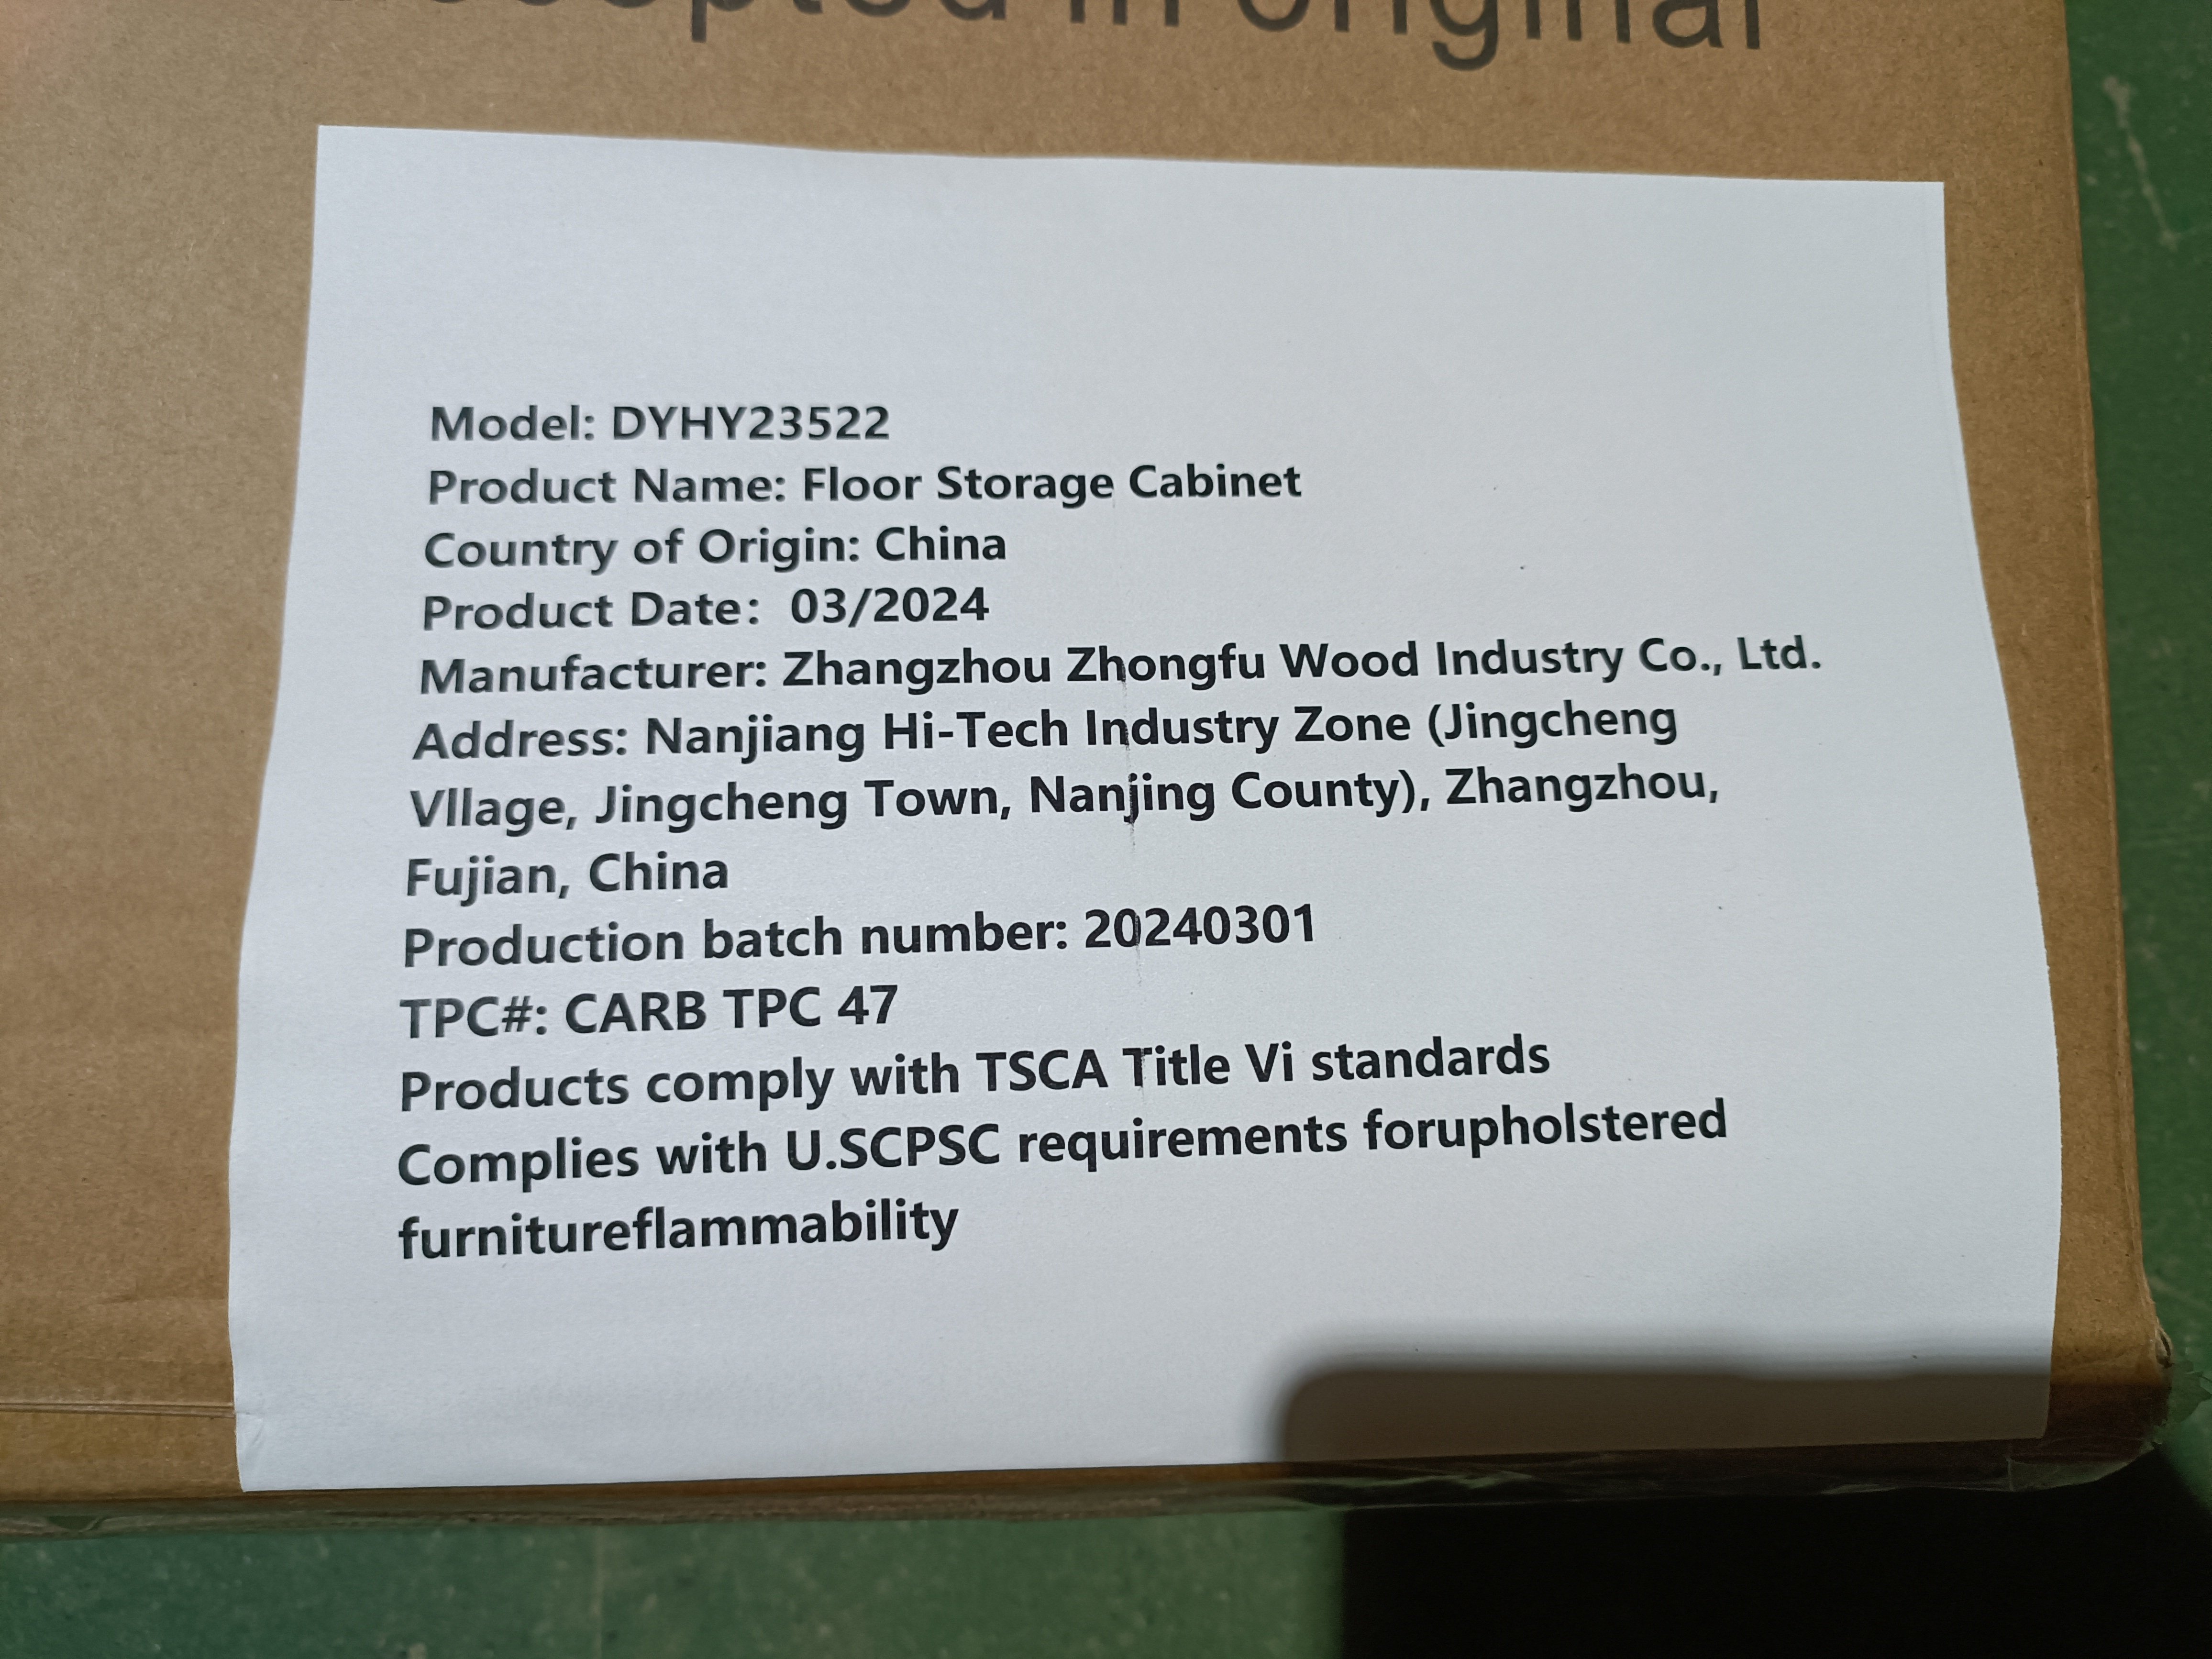 in original
Model: DYHY23522
Product Name: Floor Storage Cabinet
Country of Origin: China
Product Date: 03/2024
Manufacturer: Zhangzhou Zhongfu Wood Industry Co., Ltd.
Address: Nanjiang Hi-Tech Industry Zone (Jingcheng
Vllage, Jingcheng Town, Nanjing County), Zhangzhou,
Fujian, China
Production batch number: 20240301
TPC#: CARB TPC 47
Products comply with TSCA Title Vi standards
Complies with U.SCPSC requirements forupholstered
furnitureflammability